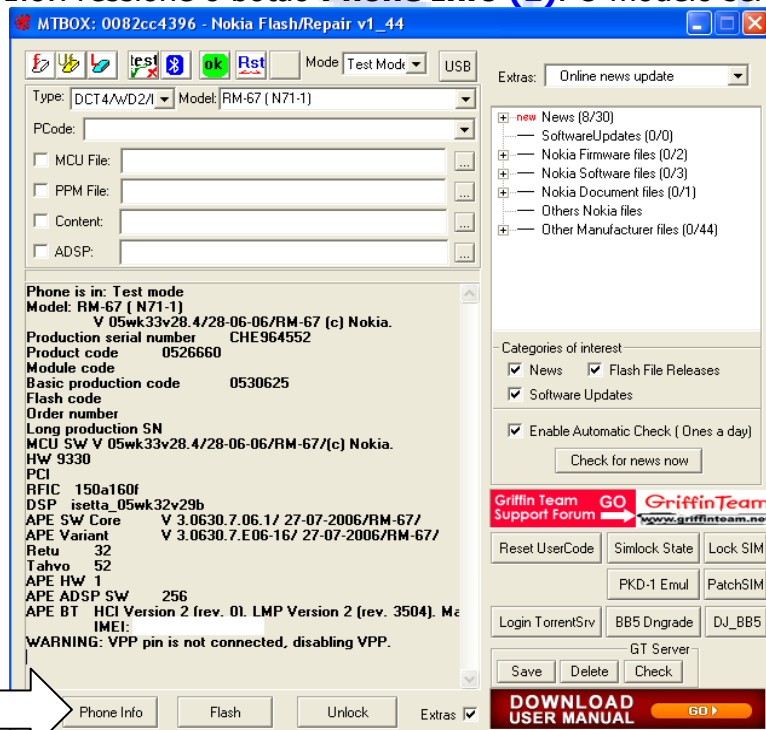 Phone Info (2). O modelo ser
MTBOX: 0082cc4396 - Nokia Flash/Repair v1_44
test ok Rst Mode Test Mode USB
Type: DCT4/WD2/I Model: RM-67 ( N71-1)
PCode:
MCU File: ...
PPM File: ...
Content: ...
ADSP: ...
Phone is in: Test mode
Model: RM-67 ( N71-1)
V 05wk33v28.4/28-06-06/RM-67 (c) Nokia.
Production serial number CHE964552
Product code 0526660
Module code
Basic production code 0530625
Flash code
Order number
Long production SN
MCU SW V 05wk33v28.4/28-06-06/RM-67/(c) Nokia.
HW 9330
PCI
RFIC 150a160f
DSP isetta_05wk32v29b
APE SW Core V 3.0630.7.06.1/ 27-07-2006/RM-67/
APE Variant V 3.0630.7.E06-16/ 27-07-2006/RM-67/
Retu 32
Tahvo 52
APE HW 1
APE ADSP SW 256
APE BT HCI Version 2 (rev. 0). LMP Version 2 (rev. 3504). Ma
IMEI:
WARNING: VPP pin is not connected, disabling VPP.
Phone Info Flash Unlock Extras
Extras: Online news update
new News (8/30)
SoftwareUpdates (0/0)
Nokia Firmware files (0/2)
Nokia Software files (0/3)
Nokia Document files (0/1)
Others Nokia files
Other Manufacturer files (0/44)
Categories of interest
News Flash File Releases
Software Updates
Enable Automatic Check ( Ones a day)
Check for news now
Griffin Team GO Griffin Team
Support Forum www.griffinteam.ne
Reset UserCode Simlock State Lock SIM
PKD-1 Emul PatchSIM
Login TorrentSrv BB5 Dngrade DJ_BB5
GT Server
Save Delete Check
DOWNLOAD
USER MANUAL GO